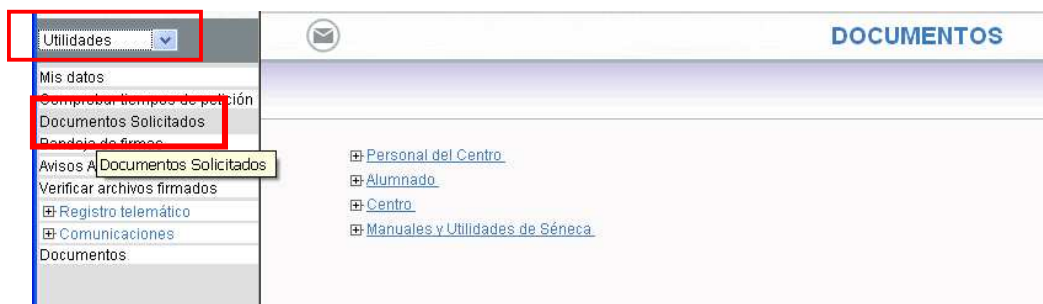 Utilidades
DOCUMENTOS
Mis datos
Comprobar tiempos de petición
Documentos Solicitados
Bandeja de firmas
Avisos A
Documentos Solicitados
Verificar archivos firmados
Registro telemático
Comunicaciones
Documentos
Personal del Centro
Alumnado
Centro
Manuales y Utilidades de Séneca